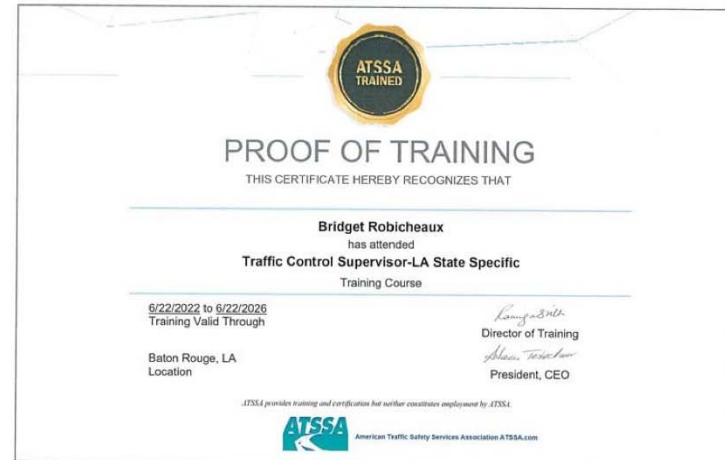 ATSSA
TRAINED
PROOF OF TRAINING
THIS CERTIFICATE HEREBY RECOGNIZES THAT
Bridget Robicheaux
has attended
Traffic Control Supervisor-LA State Specific
Training Course
6/22/2022 to 6/22/2026
Training Valid Through
Director of Training
Baton Rouge, LA
Location
President, CEO
ATSSA provides training and certification but neither constitutes employment by ATSSA.
ATSSA
American Traffic Safety Services Association ATSSA.com